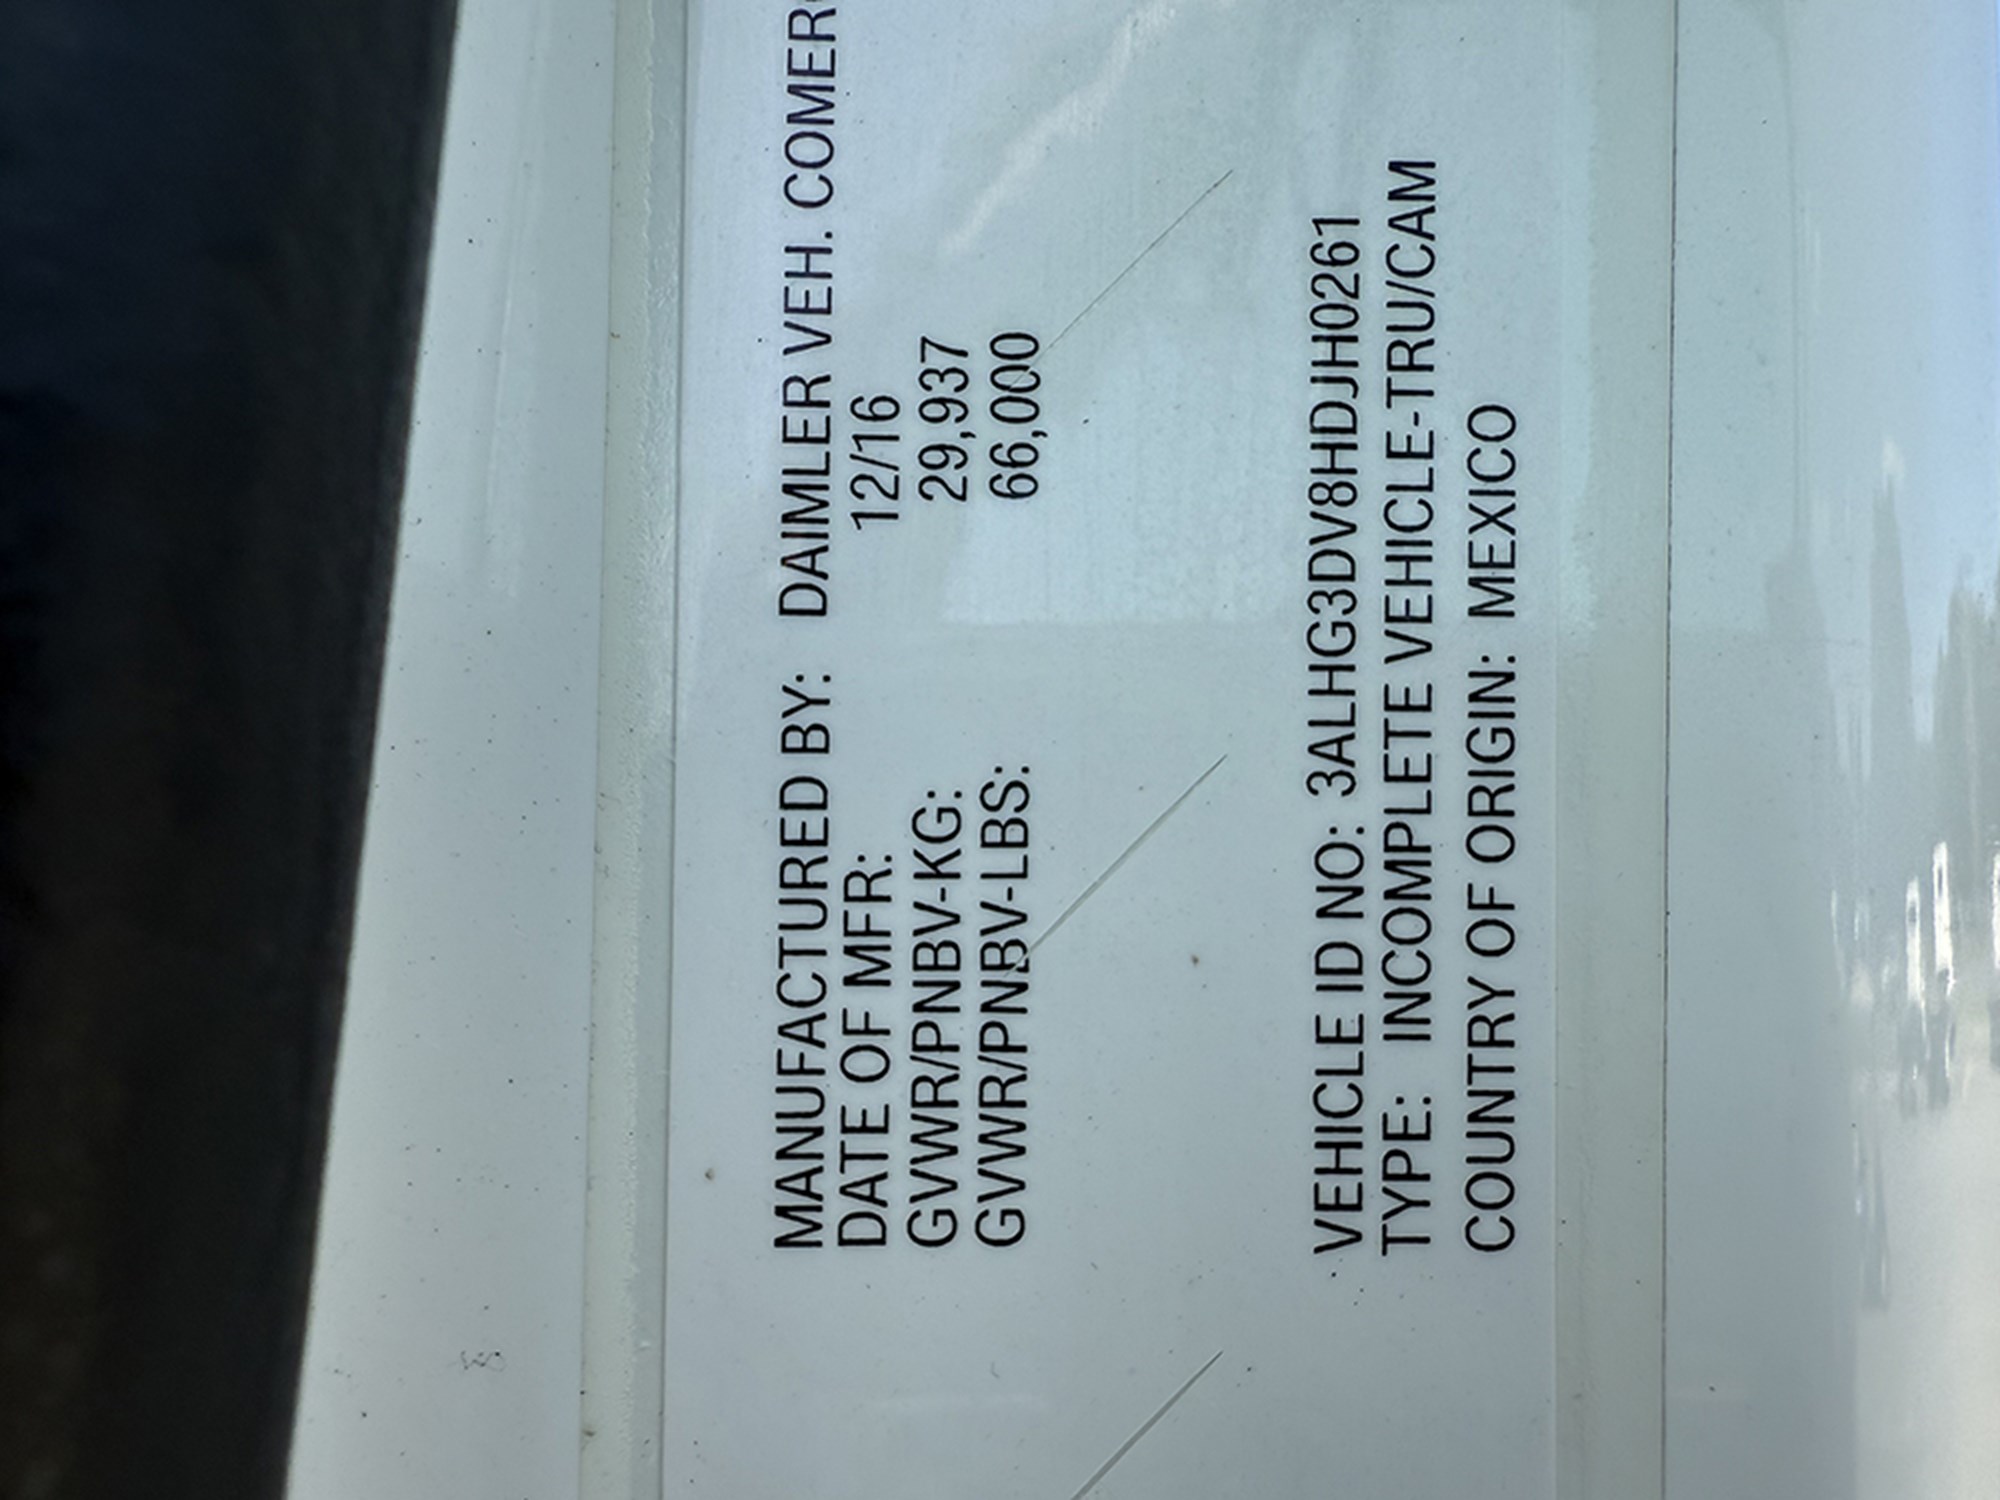 MANUFACTURED BY: DAIMLER VEH. COMER
DATE OF MFR: 12/16
GVWR/PNBV-KG: 29,937
GVWR/PNBV-LBS: 66,000
VEHICLE ID NO: 3ALHG3DV8HDJH0261
TYPE: INCOMPLETE VEHICLE-TRU/CAM
COUNTRY OF ORIGIN: MEXICO